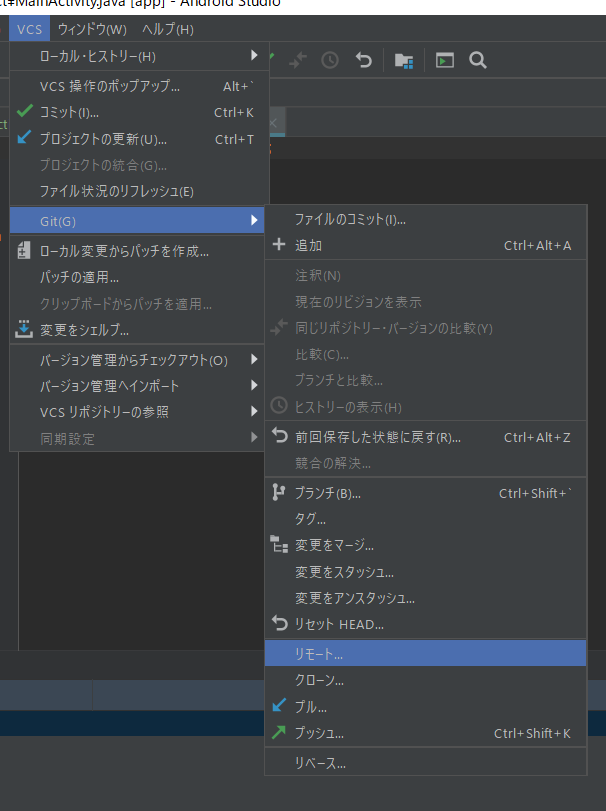 ct¥MainActivity.java [app] - Android Studio
VCS ウィンドウ(W) ヘルプ(H)
ローカル・ヒストリー(H)
VCS 操作のポップアップ... Alt+`
コミット(I)... Ctrl+K
プロジェクトの更新(U)... Ctrl+T
プロジェクトの統合(G)...
ファイル状況のリフレッシュ(E)
Git(G)
ローカル変更からパッチを作成...
パッチの適用...
クリップボードからパッチを適用...
変更をシェルブ...
バージョン管理からチェックアウト(O)
バージョン管理へインポート
VCS リポジトリーの参照
同期設定
ファイルのコミット(I)...
追加 Ctrl+Alt+A
注釈(N)
現在のリビジョンを表示
同じリポジトリー・バージョンの比較(Y)
比較(C)...
ブランチと比較...
ヒストリーの表示(H)
前回保存した状態に戻す(R)... Ctrl+Alt+Z
競合の解決...
ブランチ(B)... Ctrl+Shift+`
タグ...
変更をマージ...
変更をスタッシュ...
変更をアンスタッシュ...
リセット HEAD...
リモート...
クローン...
プル...
プッシュ... Ctrl+Shift+K
リベース...